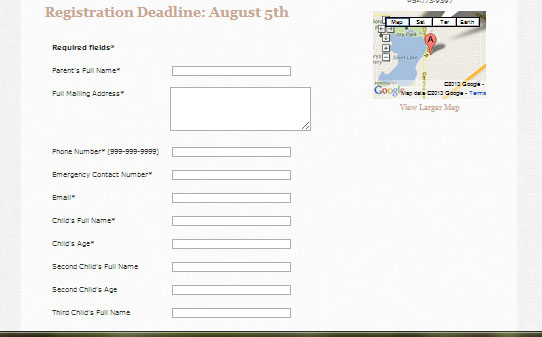 Registration Deadline: August 5th
Required fields*
Parent's Full Name*
Full Mailing Address*
Phone Number* (999-999-9999)
Emergency Contact Number*
Email*
Child's Full Name*
Child's Age*
Second Child's Full Name
Second Child's Age
Third Child's Full Name
Map Sat Ter Earth
Joy Park
A
Google
©2013 Google -
Map data ©2013 Google - Terms
View Larger Map